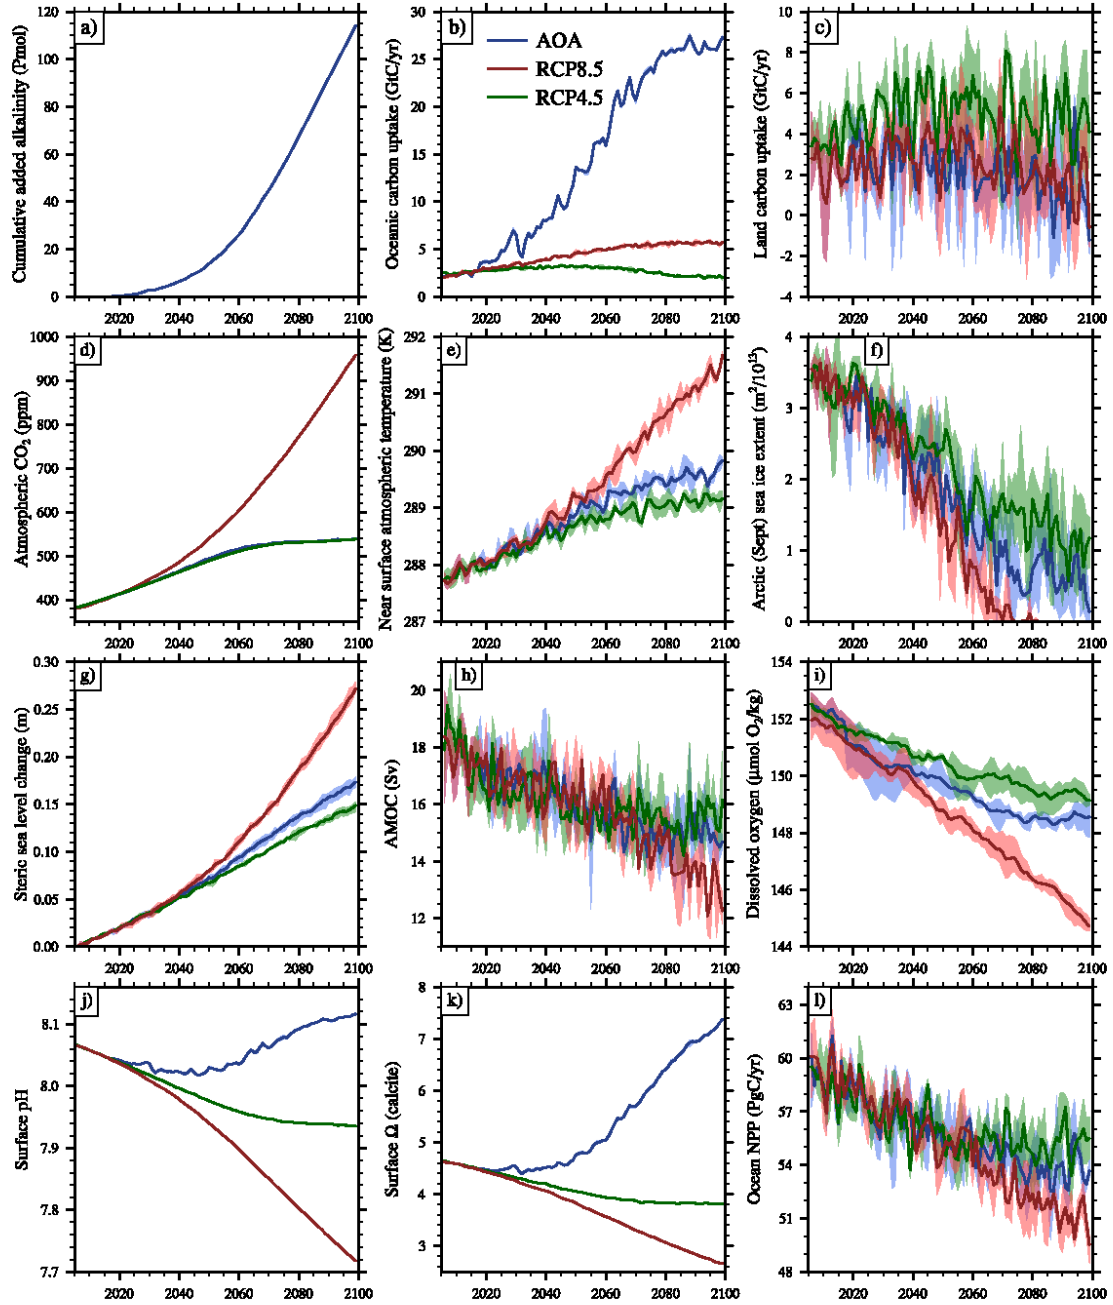 a)
Cumulative added alkalinity (Pmol)
120
100
80
60
40
20
0
2020 2040 2060 2080 2100
b)
Oceanic carbon uptake (GtC/yr)
30
25
20
15
10
5
0
AOA
RCP8.5
RCP4.5
2020 2040 2060 2080 2100
c)
Land carbon uptake (GtC/yr)
10
8
6
4
2
0
-2
-4
2020 2040 2060 2080 2100
d)
Atmospheric CO₂ (ppm)
1000
900
800
700
600
500
400
2020 2040 2060 2080 2100
e)
Near surface atmospheric temperature (K)
292
291
290
289
288
287
2020 2040 2060 2080 2100
f)
Arctic (Sept) sea ice extent (m²/10¹³)
4
3
2
1
0
2020 2040 2060 2080 2100
g)
Steric sea level change (m)
0.30
0.25
0.20
0.15
0.10
0.05
0.00
2020 2040 2060 2080 2100
h)
AMOC (Sv)
20
18
16
14
12
2020 2040 2060 2080 2100
i)
Dissolved oxygen (μmol O₂/kg)
154
152
150
148
146
144
2020 2040 2060 2080 2100
j)
Surface pH
8.1
8.0
7.9
7.8
7.7
2020 2040 2060 2080 2100
k)
Surface Ω (calcite)
8
7
6
5
4
3
2020 2040 2060 2080 2100
l)
Ocean NPP (PgC/yr)
63
60
57
54
51
48
2020 2040 2060 2080 2100